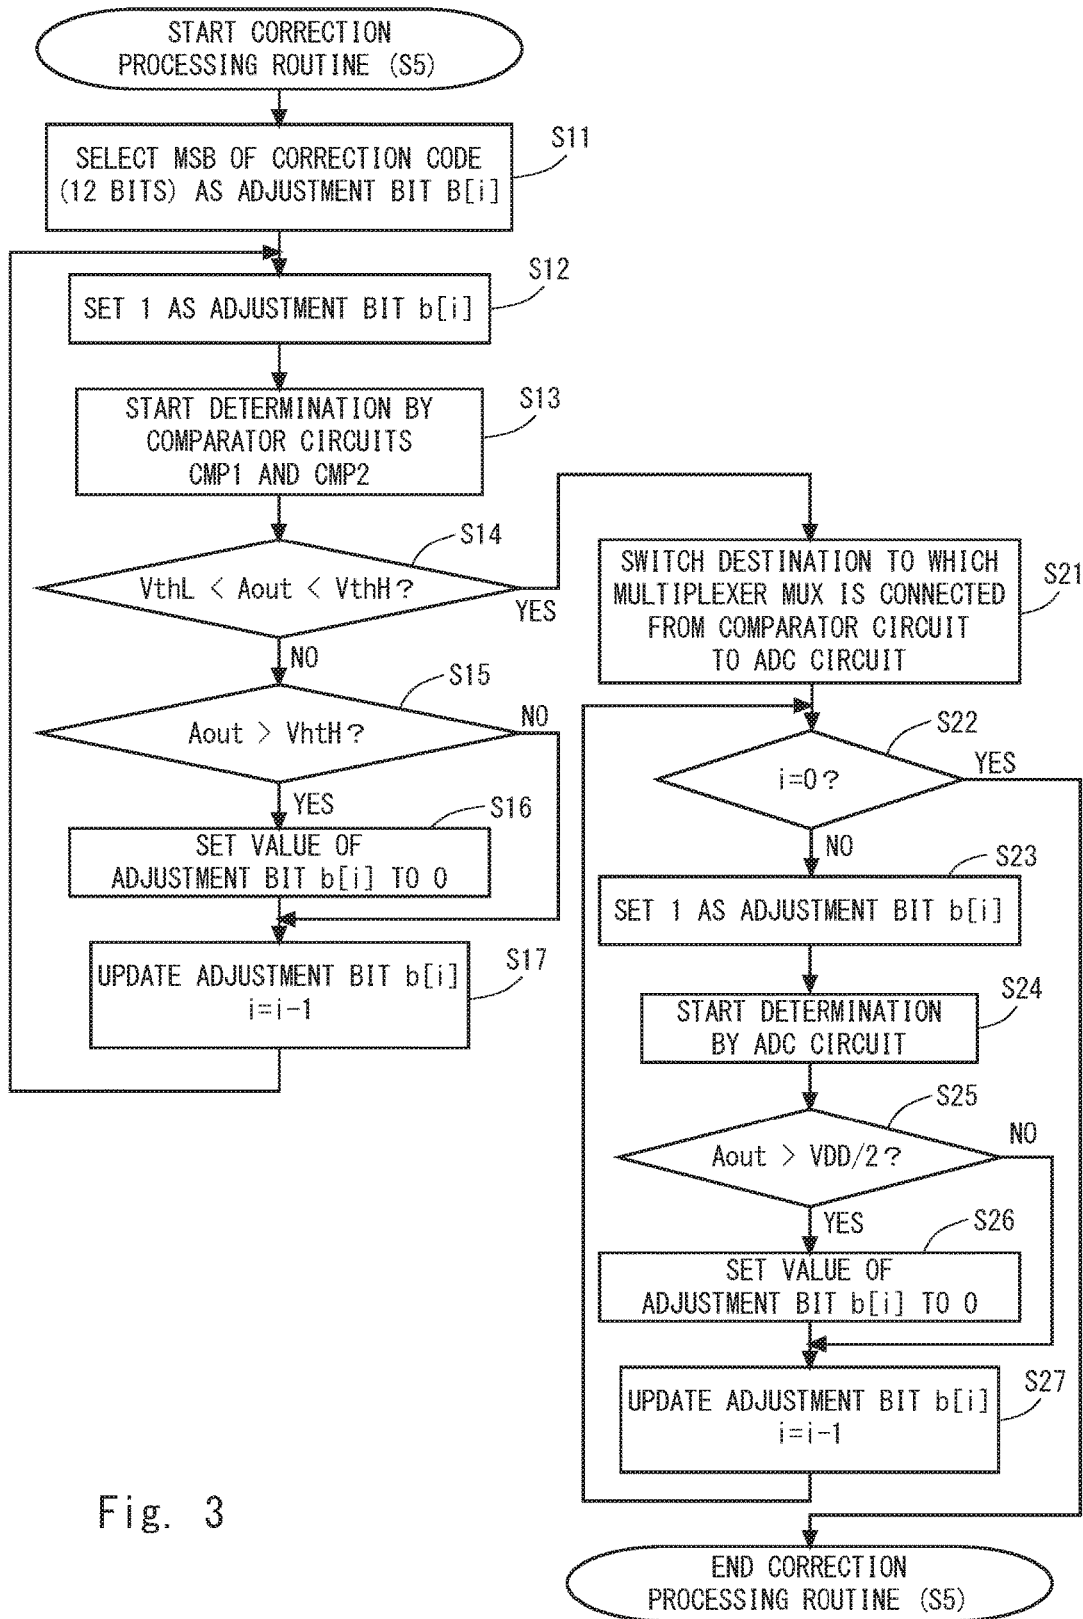 START CORRECTION
PROCESSING ROUTINE (S5)
S11
SELECT MSB OF CORRECTION CODE
(12 BITS) AS ADJUSTMENT BIT B[i]
S12
SET 1 AS ADJUSTMENT BIT b[i]
S13
START DETERMINATION BY
COMPARATOR CIRCUITS
CMP1 AND CMP2
S14
VthL < Aout < VthH?
YES
NO
S15
Aout > VhtH?
NO
YES
S16
SET VALUE OF
ADJUSTMENT BIT b[i] TO 0
S17
UPDATE ADJUSTMENT BIT b[i]
i=i-1
SWITCH DESTINATION TO WHICH
MULTIPLEXER MUX IS CONNECTED
FROM COMPARATOR CIRCUIT
TO ADC CIRCUIT
S21
S22
i=0?
YES
NO
S23
SET 1 AS ADJUSTMENT BIT b[i]
S24
START DETERMINATION
BY ADC CIRCUIT
S25
Aout > VDD/2?
NO
YES
S26
SET VALUE OF
ADJUSTMENT BIT b[i] TO 0
S27
UPDATE ADJUSTMENT BIT b[i]
i=i-1
END CORRECTION
PROCESSING ROUTINE (S5)
Fig. 3